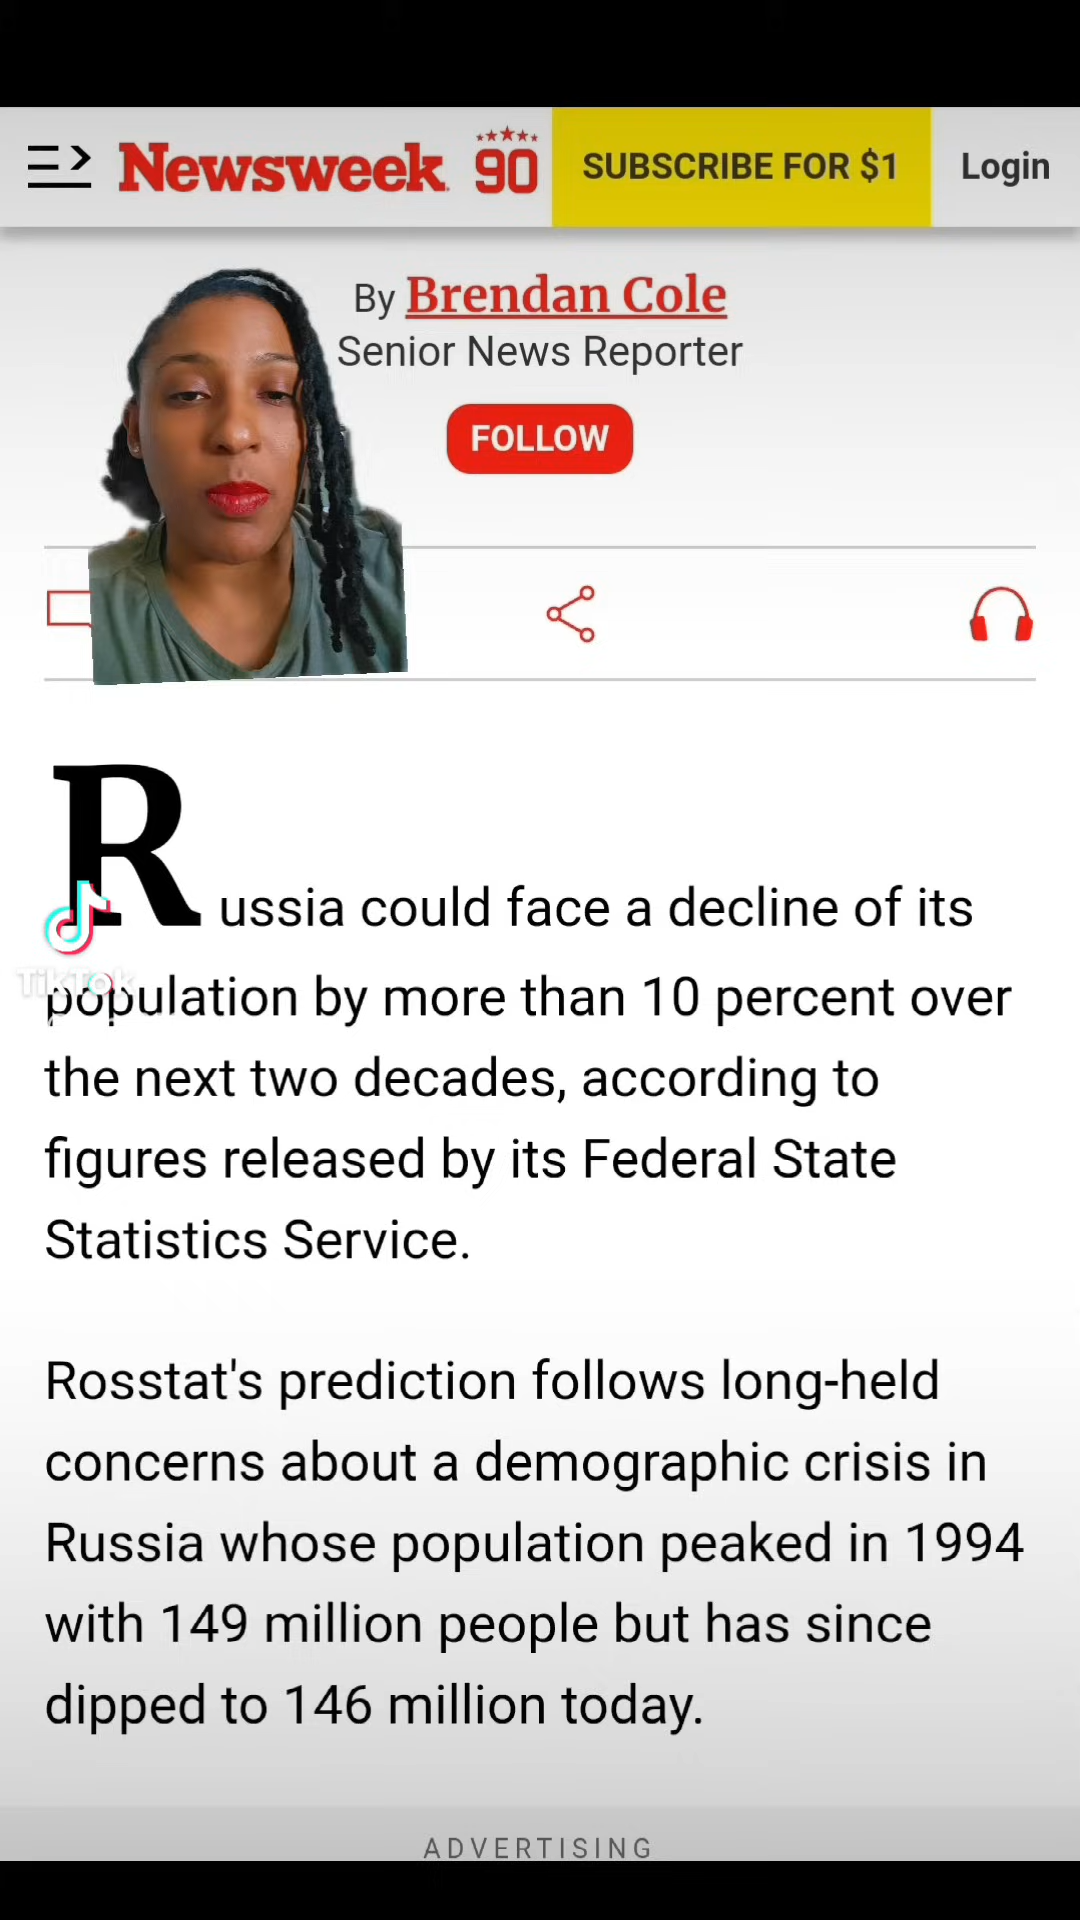 Newsweek 90 SUBSCRIBE FOR $1 Login
By Brendan Cole
Senior News Reporter
FOLLOW
Russia could face a decline of its
TikTok
population by more than 10 percent over
the next two decades, according to
figures released by its Federal State
Statistics Service.
Rosstat's prediction follows long-held
concerns about a demographic crisis in
Russia whose population peaked in 1994
with 149 million people but has since
dipped to 146 million today.
ADVERTISING